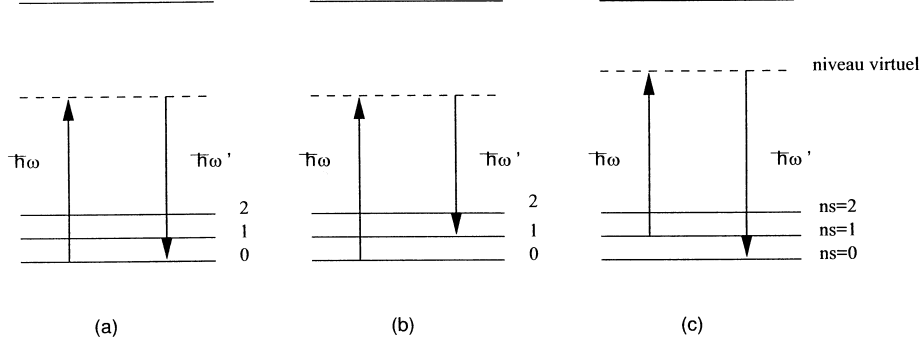 niveau virtuel
ħω
ħω'
ħω
ħω'
ħω
ħω'
2
1
0
2
1
0
ns=2
ns=1
ns=0
(a)
(b)
(c)